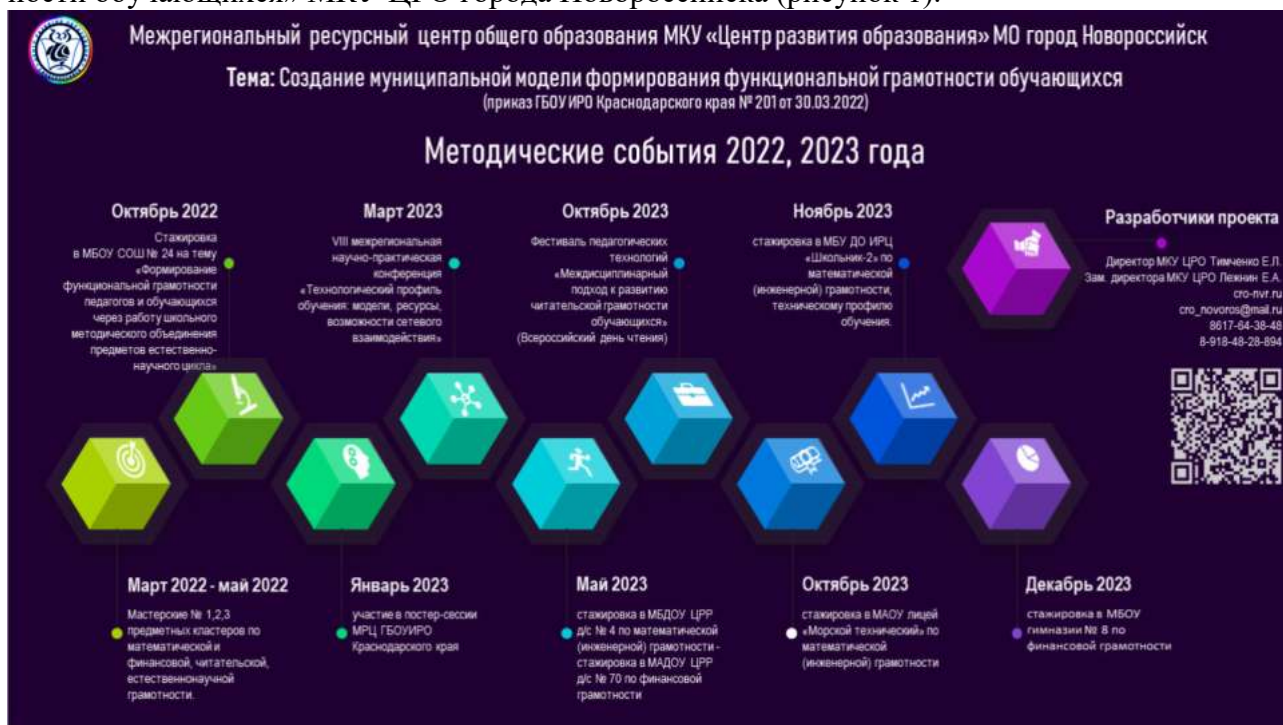 ности обучающихся» МКУ ЦРО города Новороссийска (рисунок 1).
Межрегиональный ресурсный центр общего образования МКУ «Центр развития образования» МО город Новороссийск
Тема: Создание муниципальной модели формирования функциональной грамотности обучающихся
(приказ ГБОУ ИРО Краснодарского края № 201 от 30.03.2022)
Методические события 2022, 2023 года
Октябрь 2022
Стажировка
в МБОУ СОШ № 24 на тему
«Формирование
функциональной грамотности
педагогов и обучающихся
через работу школьного
методического объединения
предметов естественно-
научного цикла»
Март 2023
VIII межрегиональная
научно-практическая
конференция
«Технологический профиль
обучения: модели, ресурсы,
возможности сетевого
взаимодействия»
Октябрь 2023
Фестиваль педагогических
технологий
«Междисциплинарный
подход к развитию
читательской грамотности
обучающихся»
(Всероссийский день чтения)
Ноябрь 2023
стажировка в МБУ ДО ИРЦ
«Школьник-2» по
математической
(инженерной) грамотности,
техническому профилю
обучения.
Разработчики проекта
Директор МКУ ЦРО Тимченко Е.Л.
Зам. директора МКУ ЦРО Лежнин Е.А.
cro-nvr.ru
cro_novoros@mail.ru
8617-64-38-48
8-918-48-28-894
Март 2022 - май 2022
Мастерские № 1,2,3
предметных кластеров по
математической и
финансовой, читательской,
естественнонаучной
грамотности.
Январь 2023
участие в постер-сессии
МРЦ ГБОУИРО
Краснодарского края
Май 2023
стажировка в МБДОУ ЦРР
д/с № 4 по математической
(инженерной) грамотности -
стажировка в МАДОУ ЦРР
д/с № 70 по финансовой
грамотности
Октябрь 2023
стажировка в МАОУ лицей
«Морской технический» по
математической
(инженерной) грамотности
Декабрь 2023
стажировка в МБОУ
гимназии № 8 по
финансовой грамотности